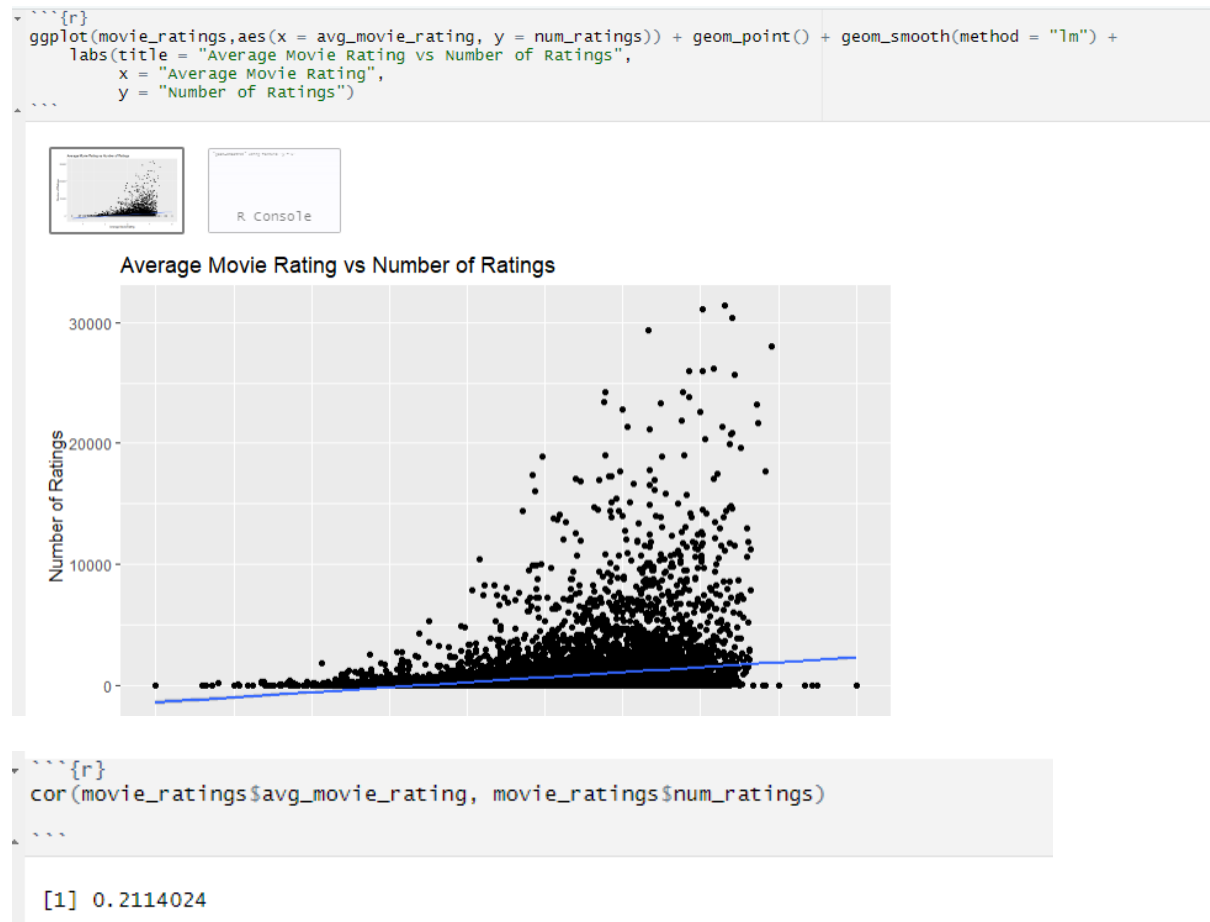 ```{r}
ggplot(movie_ratings,aes(x = avg_movie_rating, y = num_ratings)) + geom_point() + geom_smooth(method = "lm") +
labs(title = "Average Movie Rating vs Number of Ratings",
x = "Average Movie Rating",
y = "Number of Ratings")
```
R Console
Average Movie Rating vs Number of Ratings
30000
20000
10000
0
Number of Ratings
```{r}
cor(movie_ratings$avg_movie_rating, movie_ratings$num_ratings)
```
[1] 0.2114024